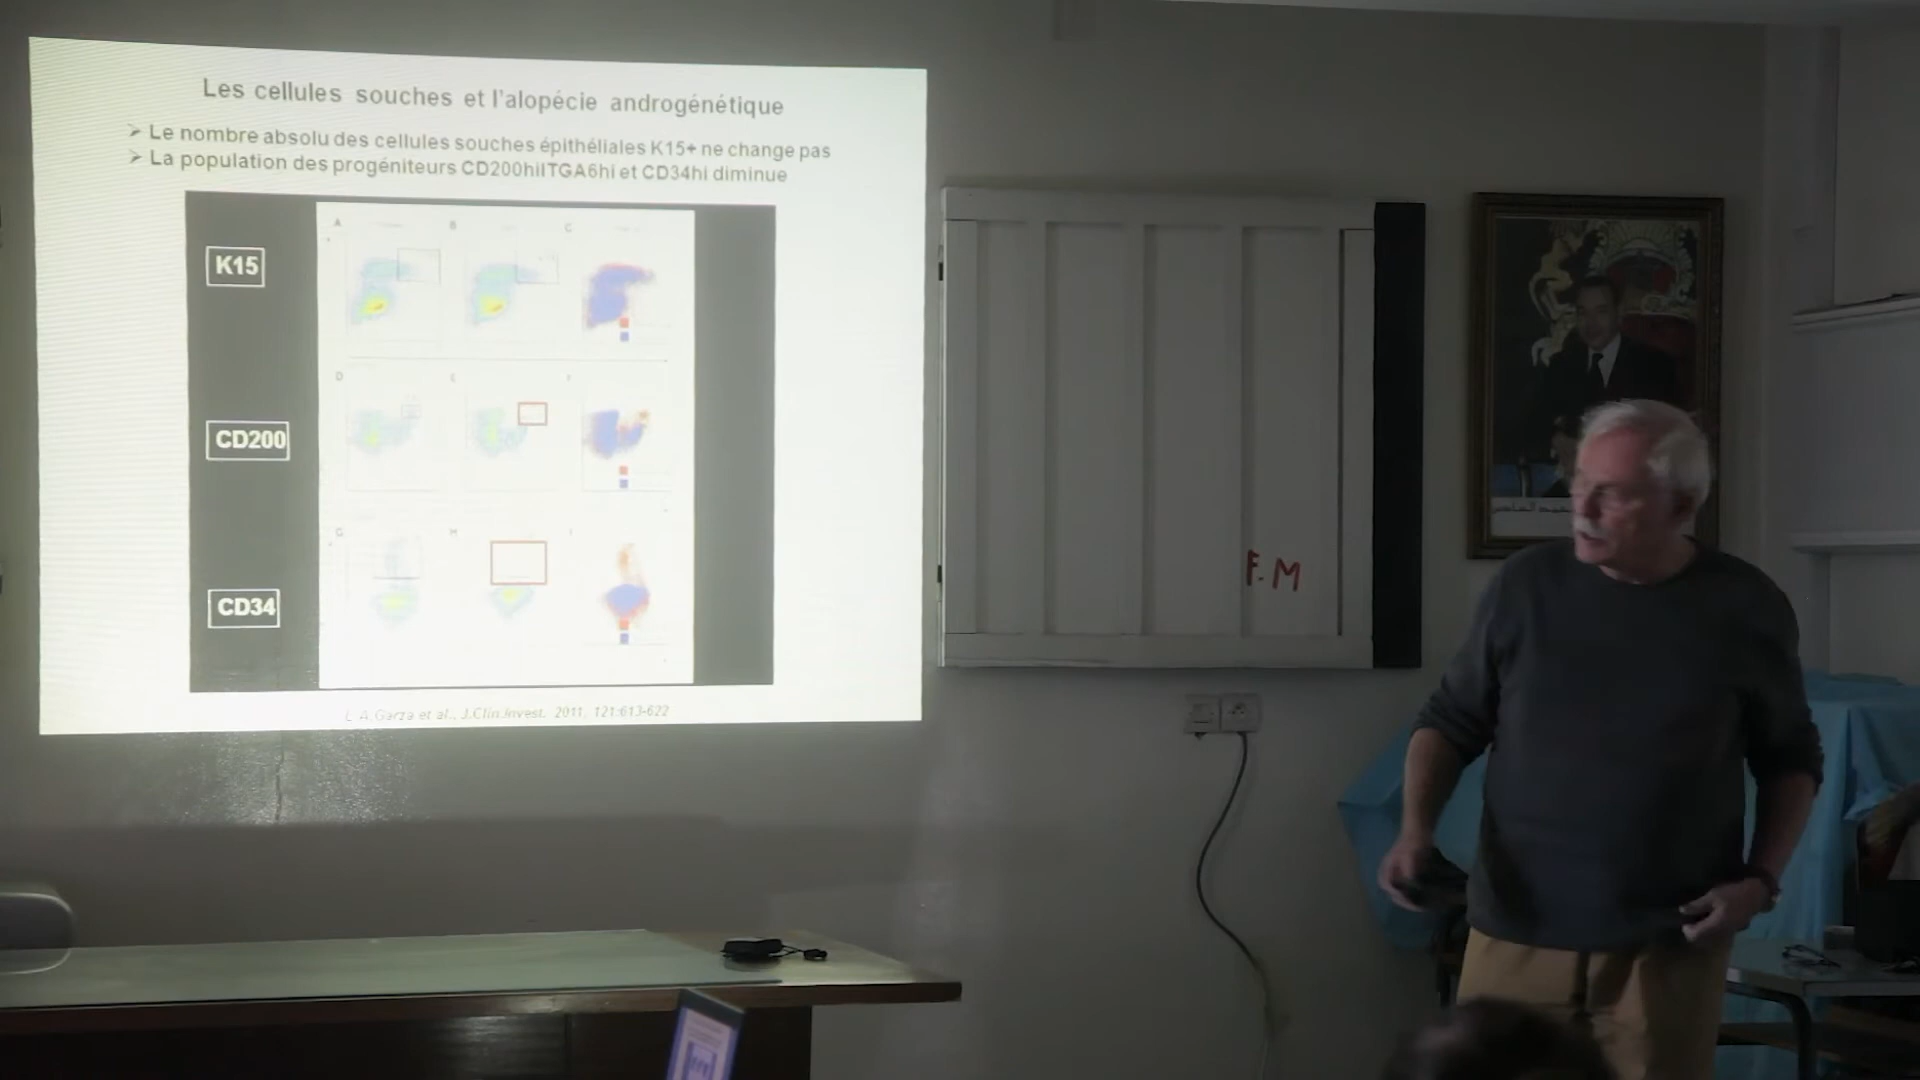 Les cellules souches et l'alopécie androgénétique
➢ Le nombre absolu des cellules souches épithéliales K15+ ne change pas
➢ La population des progéniteurs CD200hiITGA6hi et CD34hi diminue
A B C
K15
D E F
CD200
G H I
CD34
L.A.Garza et al., J.Clin.Invest. 2011, 121:613-622
F.M